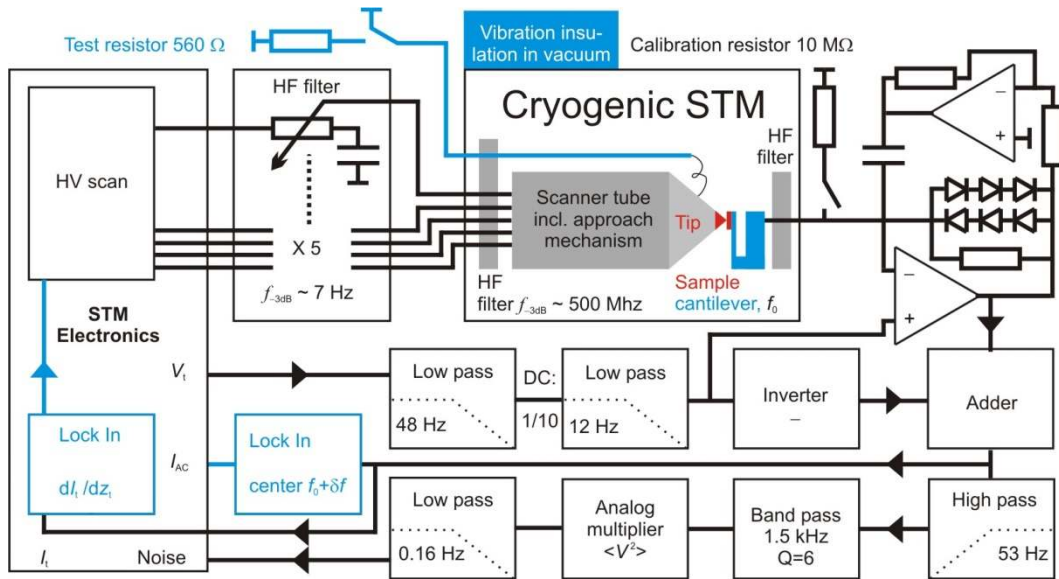 Test resistor 560 Ω
Vibration insu-
lation in vacuum
Calibration resistor 10 MΩ
HF filter
HV scan
X 5
f–3dB ~ 7 Hz
Cryogenic STM
HF
filter
Scanner tube
incl. approach
mechanism
Tip
Sample
cantilever, f0
HF
filter f–3dB ~ 500 Mhz
–
+
–
+
STM
Electronics
Vt
Low pass
48 Hz
DC:
1/10
Low pass
12 Hz
Inverter
–
Adder
Lock In
dIt /dzt
IAC
Lock In
center f0+δf
It
Noise
Low pass
0.16 Hz
Analog
multiplier
<V2>
Band pass
1.5 kHz
Q=6
High pass
53 Hz